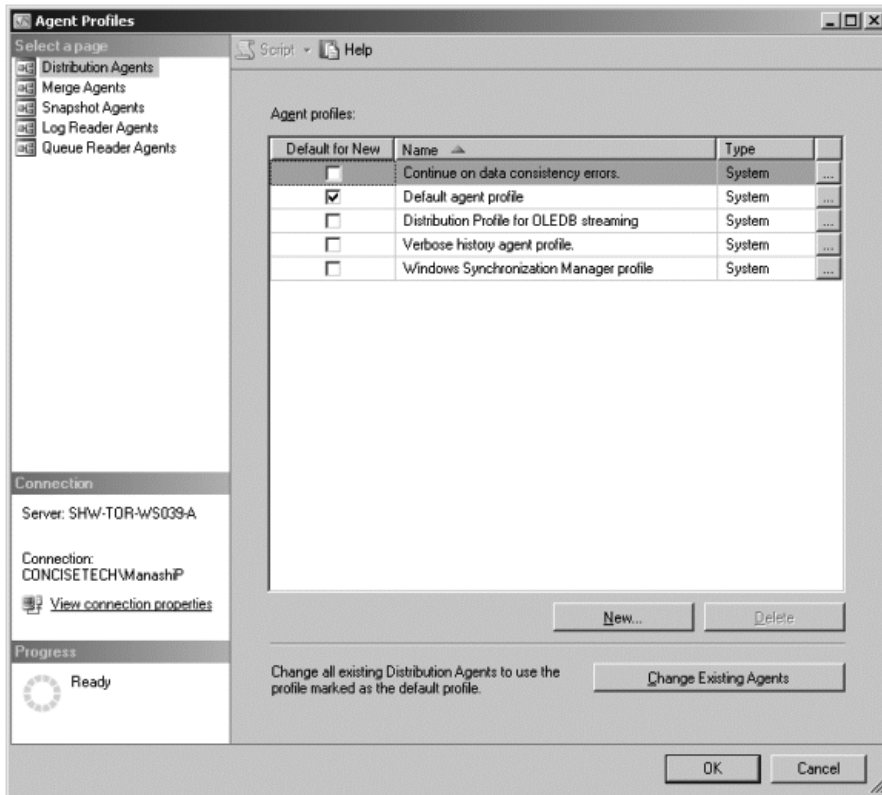 Agent Profiles
Select a page
Distribution Agents
Merge Agents
Snapshot Agents
Log Reader Agents
Queue Reader Agents
Script
Help
Agent profiles:
Default for New Name Type
Continue on data consistency errors. System ...
Default agent profile System ...
Distribution Profile for OLEDB streaming System ...
Verbose history agent profile. System ...
Windows Synchronization Manager profile System ...
New... Delete
Change all existing Distribution Agents to use the
profile marked as the default profile.
Change Existing Agents
Connection
Server: SHW-TOR-WS039-A
Connection:
CONCISETECH\ManashiP
View connection properties
Progress
Ready
OK Cancel